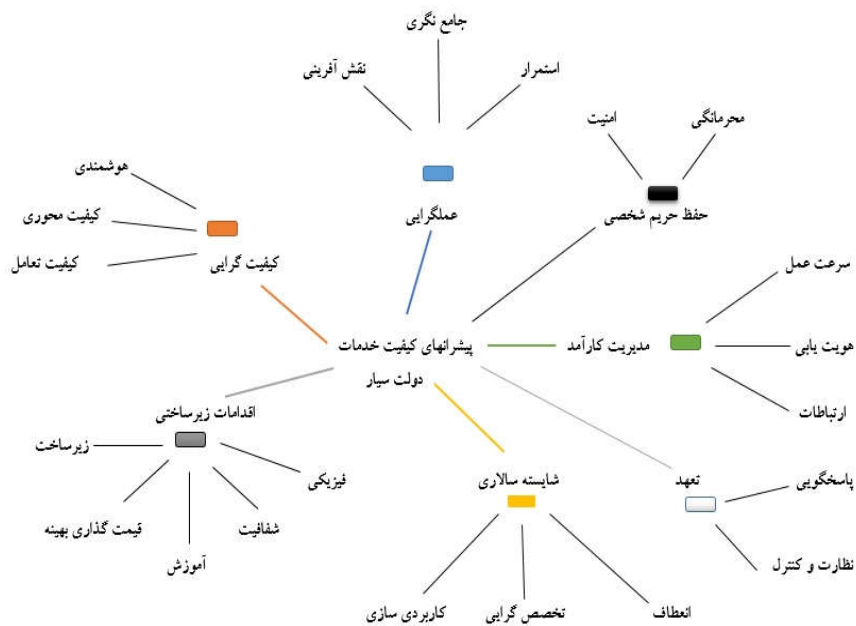 جامع نگری
نقش آفرینی
استمرار
عملگرایی
محرمانگی
امنیت
حفظ حریم شخصی
هوشمندی
کیفیت محوری
کیفیت تعامل
کیفیت گرایی
سرعت عمل
هویت یابی
ارتباطات
مدیریت کارآمد
پیشرانهای کیفیت خدمات
دولت سیار
اقدامات زیرساختی
زیرساخت
قیمت گذاری بهینه
آموزش
شفافیت
فیزیکی
شایسته سالاری
کاربردی سازی
تخصص گرایی
انعطاف
تعهد
پاسخگویی
نظارت و کنترل